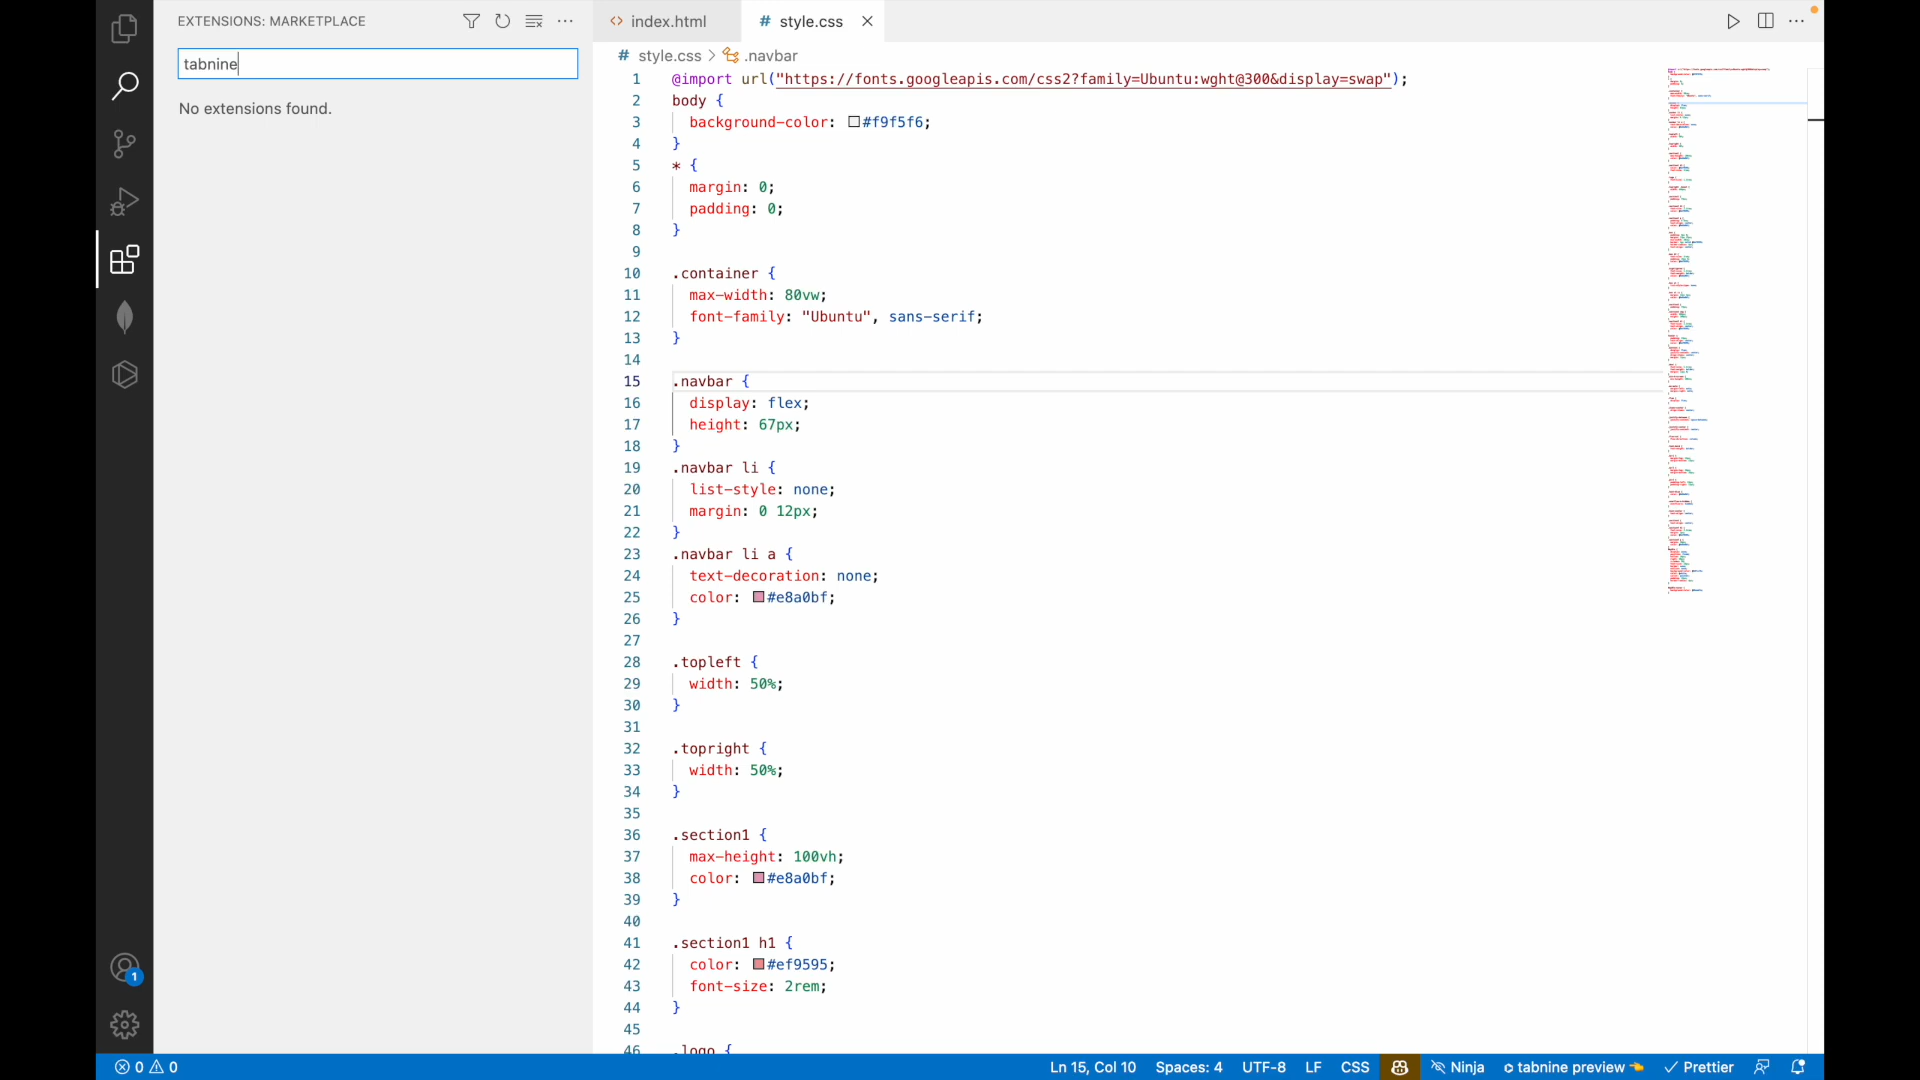 EXTENSIONS: MARKETPLACE
tabnine
No extensions found.
1
index.html
# style.css
# style.css > .navbar
1 @import url("https://fonts.googleapis.com/css2?family=Ubuntu:wght@300&display=swap");
2 body {
3 background-color: #f9f5f6;
4 }
5 * {
6 margin: 0;
7 padding: 0;
8 }
9
10 .container {
11 max-width: 80vw;
12 font-family: "Ubuntu", sans-serif;
13 }
14
15 .navbar {
16 display: flex;
17 height: 67px;
18 }
19 .navbar li {
20 list-style: none;
21 margin: 0 12px;
22 }
23 .navbar li a {
24 text-decoration: none;
25 color: #e8a0bf;
26 }
27
28 .topleft {
29 width: 50%;
30 }
31
32 .topright {
33 width: 50%;
34 }
35
36 .section1 {
37 max-height: 100vh;
38 color: #e8a0bf;
39 }
40
41 .section1 h1 {
42 color: #ef9595;
43 font-size: 2rem;
44 }
45
46 .logo {
0 0 Ln 15, Col 10 Spaces: 4 UTF-8 LF CSS Ninja tabnine preview Prettier